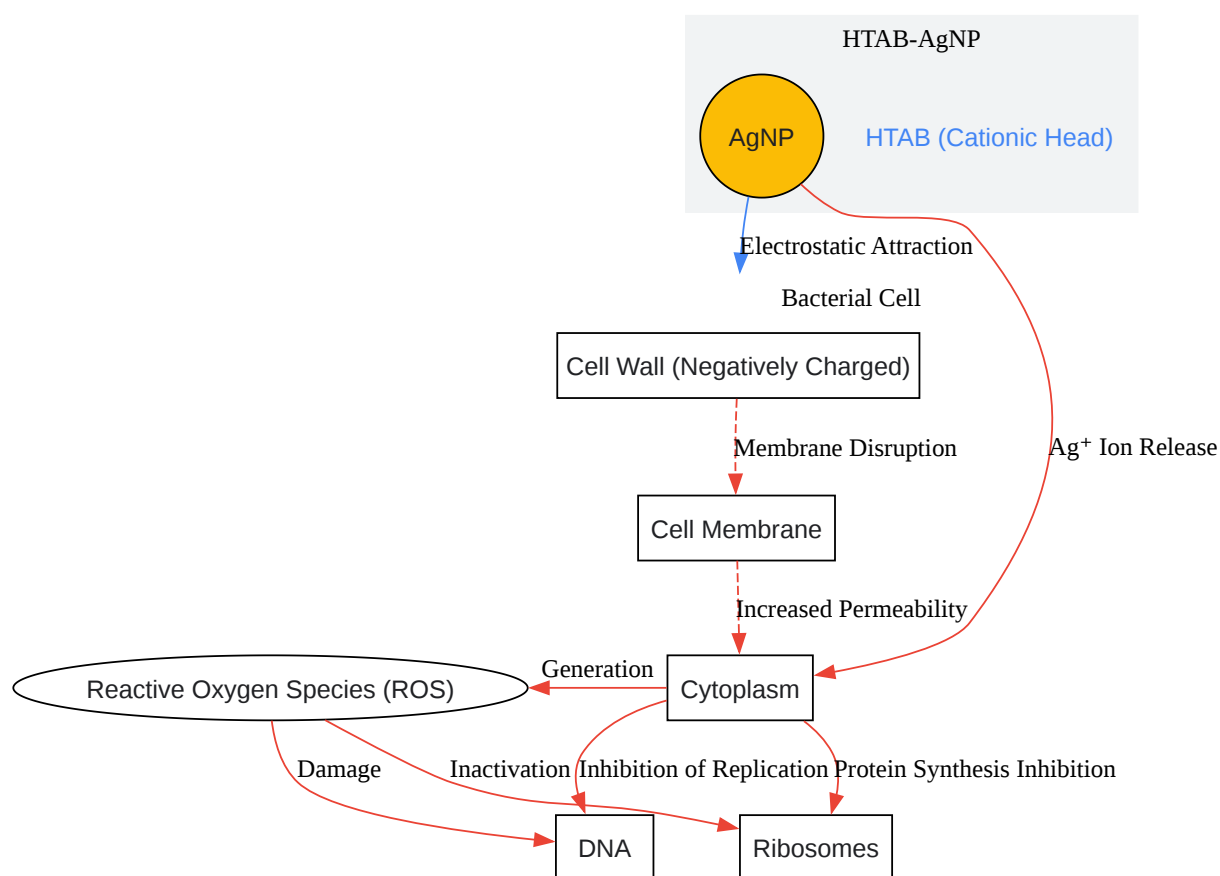 HTAB-AgNP
AgNP
HTAB (Cationic Head)
Electrostatic Attraction
Bacterial Cell
Cell Wall (Negatively Charged)
Membrane Disruption
Ag⁺ Ion Release
Cell Membrane
Increased Permeability
Generation
Reactive Oxygen Species (ROS)
Cytoplasm
Damage
Inactivation
Inhibition of Replication
Protein Synthesis Inhibition
DNA
Ribosomes